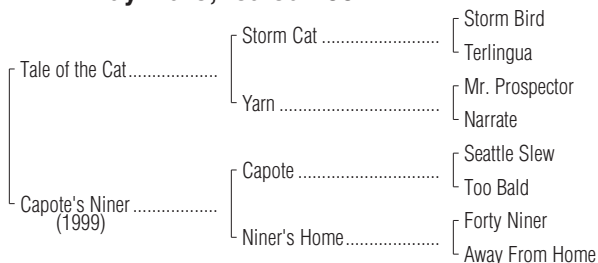 Storm Bird
Storm Cat
Terlingua
Tale of the Cat
Mr. Prospector
Yarn
Narrate
Seattle Slew
Capote
Too Bald
Capote's Niner
(1999)
Forty Niner
Niner's Home
Away From Home